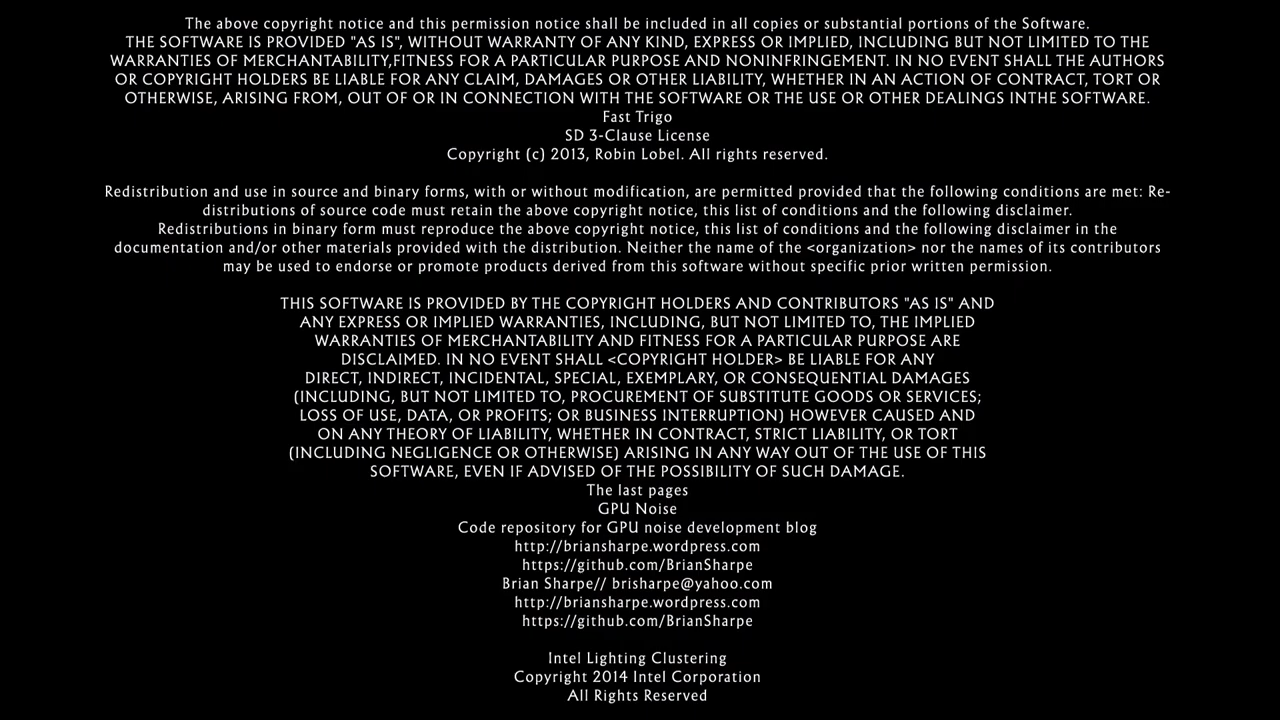 The above copyright notice and this permission notice shall be included in all copies or substantial portions of the Software.
THE SOFTWARE IS PROVIDED "AS IS", WITHOUT WARRANTY OF ANY KIND, EXPRESS OR IMPLIED, INCLUDING BUT NOT LIMITED TO THE
WARRANTIES OF MERCHANTABILITY,FITNESS FOR A PARTICULAR PURPOSE AND NONINFRINGEMENT. IN NO EVENT SHALL THE AUTHORS
OR COPYRIGHT HOLDERS BE LIABLE FOR ANY CLAIM, DAMAGES OR OTHER LIABILITY, WHETHER IN AN ACTION OF CONTRACT, TORT OR
OTHERWISE, ARISING FROM, OUT OF OR IN CONNECTION WITH THE SOFTWARE OR THE USE OR OTHER DEALINGS INTHE SOFTWARE.
Fast Trigo
SD 3-Clause License
Copyright (c) 2013, Robin Lobel. All rights reserved.
Redistribution and use in source and binary forms, with or without modification, are permitted provided that the following conditions are met: Re-
distributions of source code must retain the above copyright notice, this list of conditions and the following disclaimer.
Redistributions in binary form must reproduce the above copyright notice, this list of conditions and the following disclaimer in the
documentation and/or other materials provided with the distribution. Neither the name of the <organization> nor the names of its contributors
may be used to endorse or promote products derived from this software without specific prior written permission.
THIS SOFTWARE IS PROVIDED BY THE COPYRIGHT HOLDERS AND CONTRIBUTORS "AS IS" AND
ANY EXPRESS OR IMPLIED WARRANTIES, INCLUDING, BUT NOT LIMITED TO, THE IMPLIED
WARRANTIES OF MERCHANTABILITY AND FITNESS FOR A PARTICULAR PURPOSE ARE
DISCLAIMED. IN NO EVENT SHALL <COPYRIGHT HOLDER> BE LIABLE FOR ANY
DIRECT, INDIRECT, INCIDENTAL, SPECIAL, EXEMPLARY, OR CONSEQUENTIAL DAMAGES
(INCLUDING, BUT NOT LIMITED TO, PROCUREMENT OF SUBSTITUTE GOODS OR SERVICES;
LOSS OF USE, DATA, OR PROFITS; OR BUSINESS INTERRUPTION) HOWEVER CAUSED AND
ON ANY THEORY OF LIABILITY, WHETHER IN CONTRACT, STRICT LIABILITY, OR TORT
(INCLUDING NEGLIGENCE OR OTHERWISE) ARISING IN ANY WAY OUT OF THE USE OF THIS
SOFTWARE, EVEN IF ADVISED OF THE POSSIBILITY OF SUCH DAMAGE.
The last pages
GPU Noise
Code repository for GPU noise development blog
http://briansharpe.wordpress.com
https://github.com/BrianSharpe
Brian Sharpe// brisharpe@yahoo.com
http://briansharpe.wordpress.com
https://github.com/BrianSharpe
Intel Lighting Clustering
Copyright 2014 Intel Corporation
All Rights Reserved